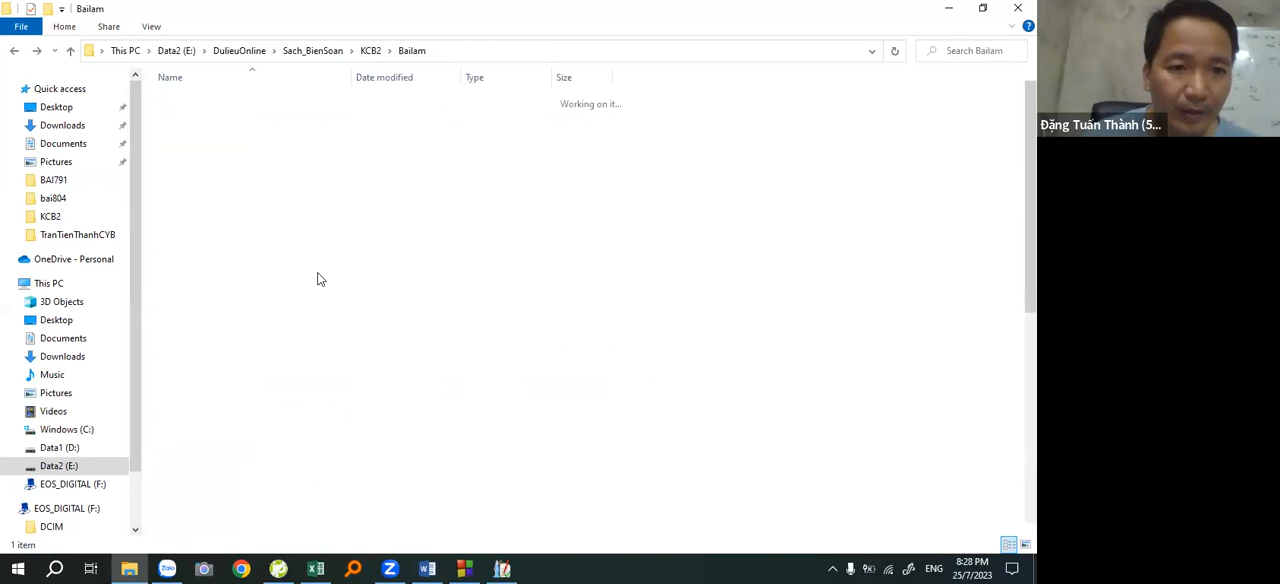 Bailam
File
Home
Share
View
This PC
Data2 (E:)
DulieuOnline
Sach_BienSoan
KCB2
Bailam
Search Bailam
Name
Date modified
Type
Size
Working on it...
Quick access
Desktop
Downloads
Documents
Pictures
BAI791
bai804
KCB2
TranTienThanhCYB
OneDrive - Personal
This PC
3D Objects
Desktop
Documents
Downloads
Music
Pictures
Videos
Windows (C:)
Data1 (D:)
Data2 (E:)
EOS_DIGITAL (F:)
EOS_DIGITAL (F:)
DCIM
1 item
Đặng Tuấn Thành (5...
Zalo
ENG
8:28 PM
25/7/2023